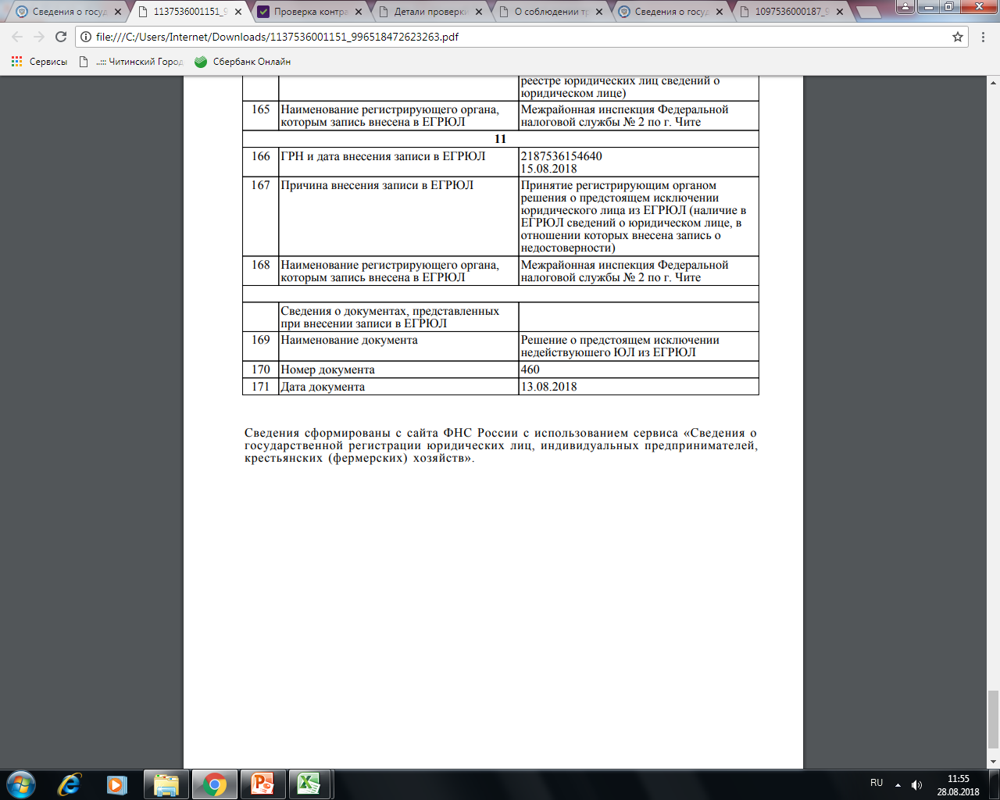 Сведения о госуд
1137536001151_9
Проверка контра
Детали проверки
О соблюдении тр
Сведения о госуд
1097536000187_9
file:///C:/Users/Internet/Downloads/1137536001151_996518472623263.pdf
Сервисы
..::: Читинский Город
Сбербанк Онлайн
реестре юридических лиц сведений о
юридическом лице)
165 Наименование регистрирующего органа, которым запись внесена в ЕГРЮЛ
Межрайонная инспекция Федеральной
налоговой службы № 2 по г. Чите
11
166 ГРН и дата внесения записи в ЕГРЮЛ 2187536154640
15.08.2018
167 Причина внесения записи в ЕГРЮЛ Принятие регистрирующим органом
решения о предстоящем исключении
юридического лица из ЕГРЮЛ (наличие в
ЕГРЮЛ сведений о юридическом лице, в
отношении которых внесена запись о
недостоверности)
168 Наименование регистрирующего органа,
которым запись внесена в ЕГРЮЛ
Межрайонная инспекция Федеральной
налоговой службы № 2 по г. Чите
Сведения о документах, представленных
при внесении записи в ЕГРЮЛ
169 Наименование документа Решение о предстоящем исключении
недействуюшего ЮЛ из ЕГРЮЛ
170 Номер документа 460
171 Дата документа 13.08.2018
Сведения сформированы с сайта ФНС России с использованием сервиса «Сведения о
государственной регистрации юридических лиц, индивидуальных предпринимателей,
крестьянских (фермерских) хозяйств».
RU
11:55
28.08.2018